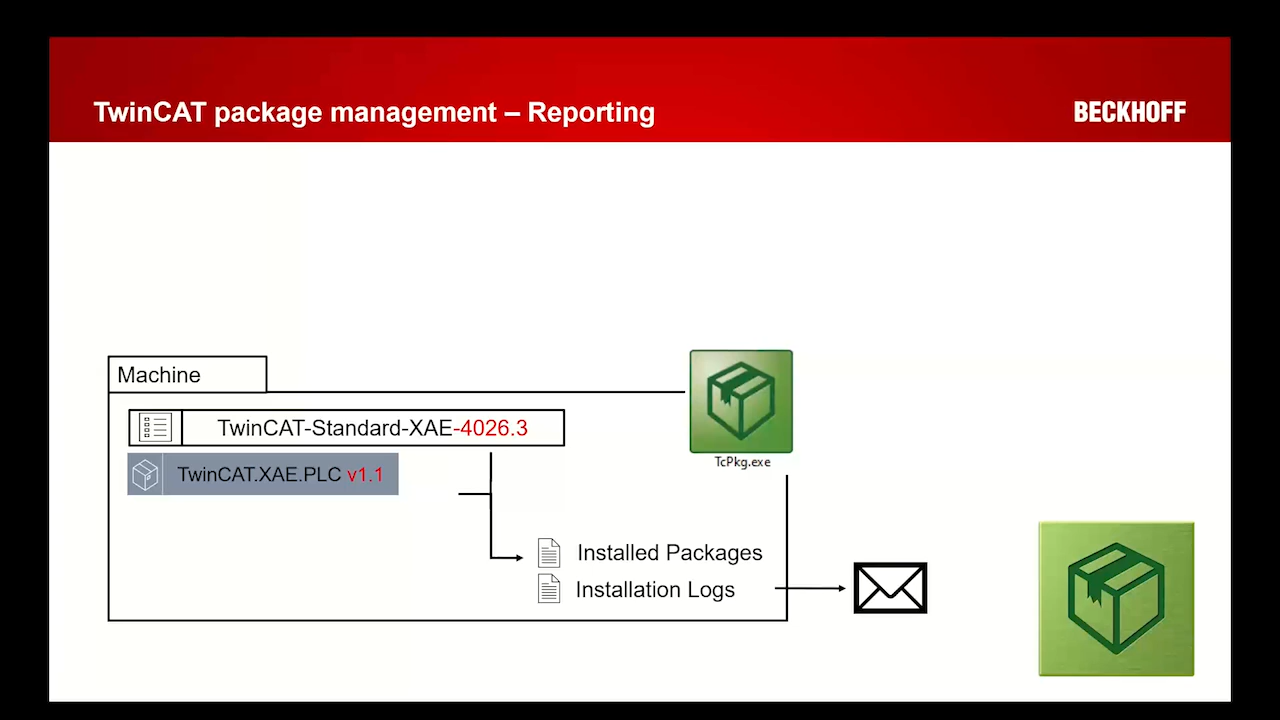 TwinCAT package management – Reporting
BECKHOFF
Machine
TwinCAT-Standard-XAE-4026.3
TcPkg.exe
TwinCAT.XAE.PLC v1.1
Installed Packages
Installation Logs